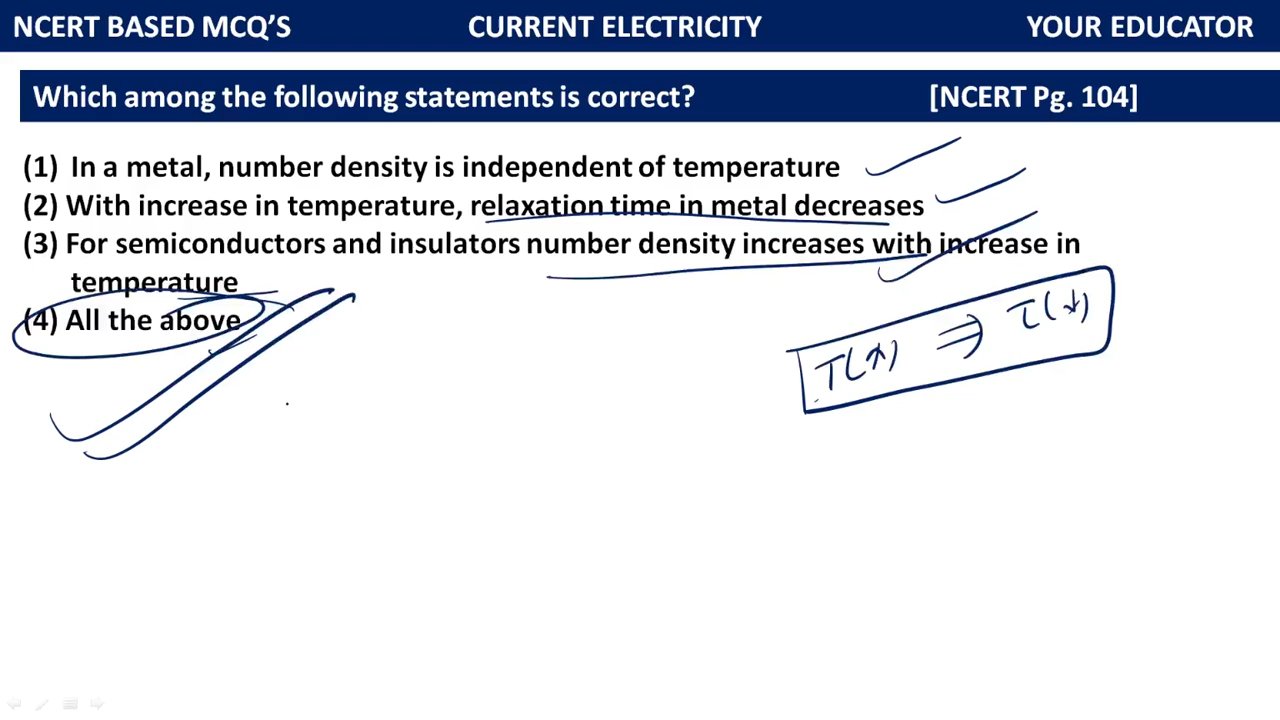 NCERT BASED MCQ’S CURRENT ELECTRICITY YOUR EDUCATOR
Which among the following statements is correct? [NCERT Pg. 104]
(1) In a metal, number density is independent of temperature
(2) With increase in temperature, relaxation time in metal decreases
(3) For semiconductors and insulators number density increases with increase in
temperature
(4) All the above
T(↑) ⇒ τ(↓)